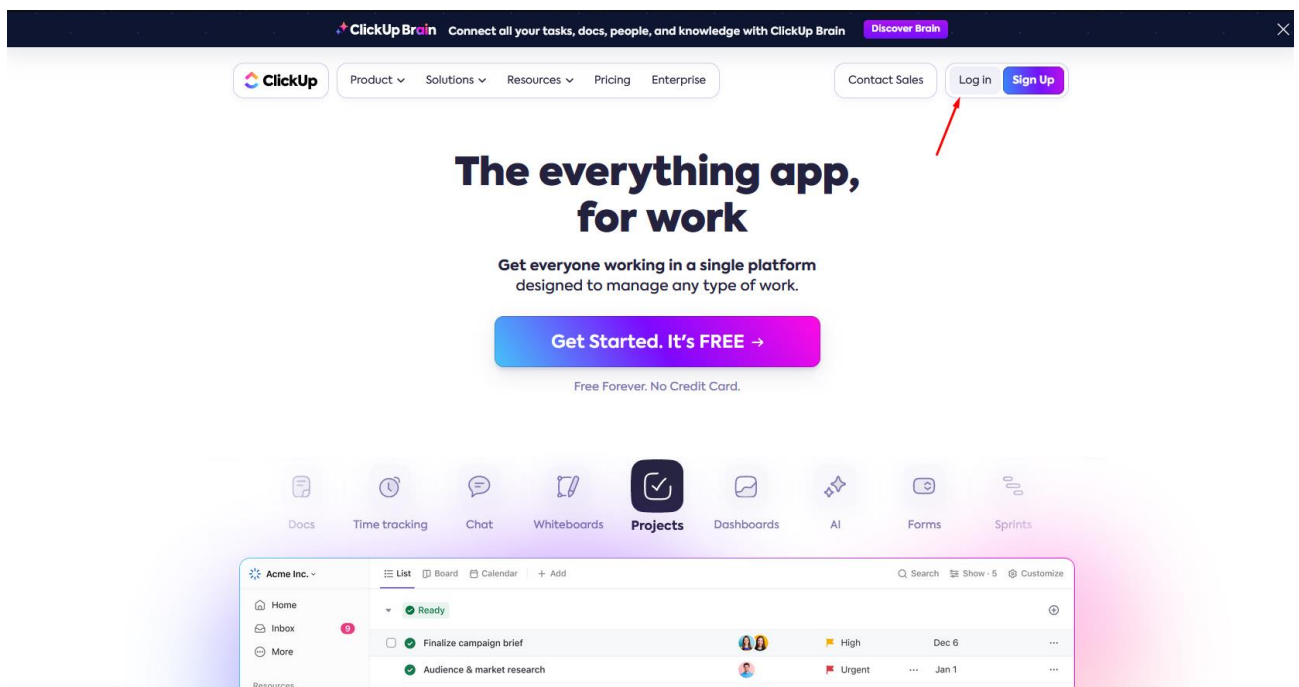 ClickUp Brain Connect all your tasks, docs, people, and knowledge with ClickUp Brain Discover Brain
ClickUp Product Solutions Resources Pricing Enterprise Contact Sales Log in Sign Up
The everything app,
for work
Get everyone working in a single platform
designed to manage any type of work.
Get Started. It's FREE →
Free Forever. No Credit Card.
Docs Time tracking Chat Whiteboards Projects Dashboards AI Forms Sprints
Acme Inc. List Board Calendar + Add Search Show · 5 Customize
Home
Ready
Inbox 9
Finalize campaign brief High Dec 6 ...
More
Audience & market research Urgent ... Jan 1 ...
Resources